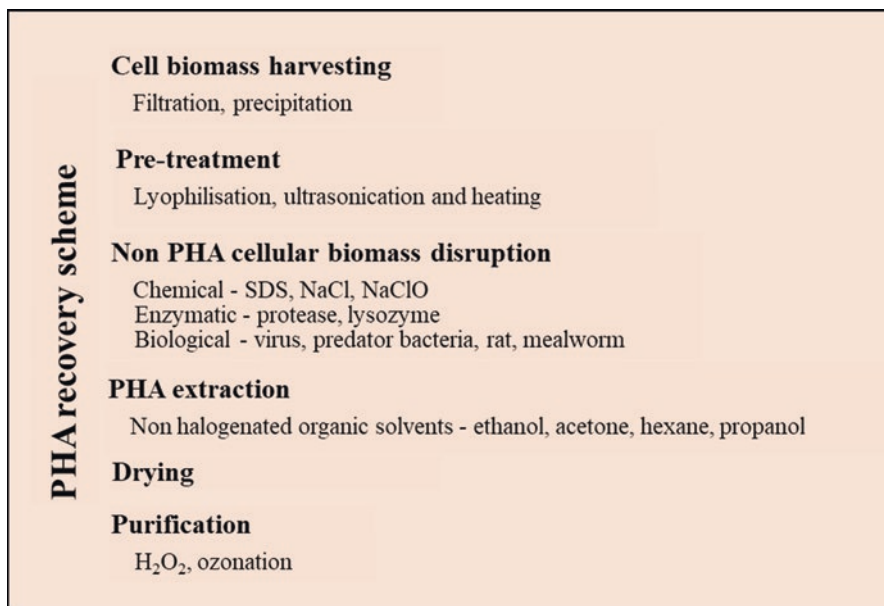 PHA recovery scheme
Cell biomass harvesting
Filtration, precipitation
Pre-treatment
Lyophilisation, ultrasonication and heating
Non PHA cellular biomass disruption
Chemical - SDS, NaCl, NaClO
Enzymatic - protease, lysozyme
Biological - virus, predator bacteria, rat, mealworm
PHA extraction
Non halogenated organic solvents - ethanol, acetone, hexane, propanol
Drying
Purification
H₂O₂, ozonation